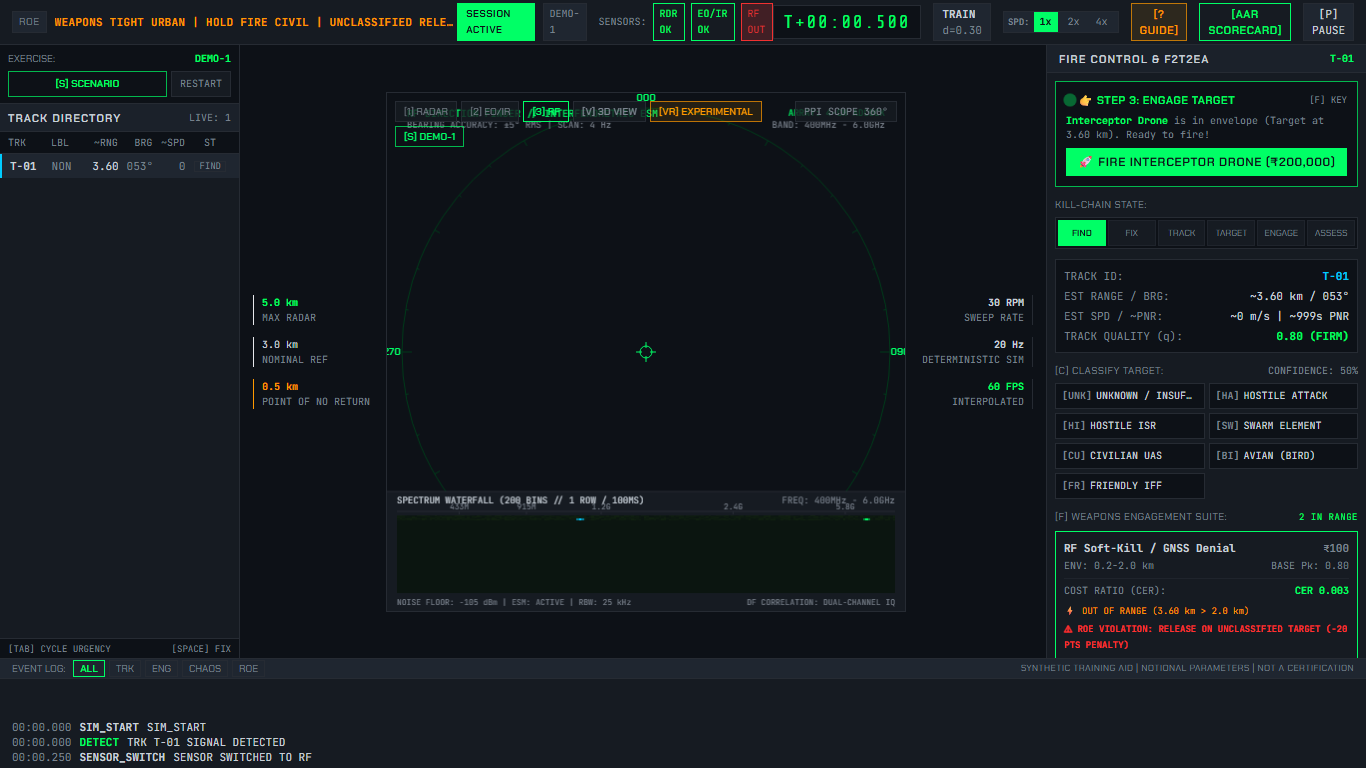 ROE WEAPONS TIGHT URBAN | HOLD FIRE CIVIL | UNCLASSIFIED RELE…
SESSION ACTIVE
DEMO-1
SENSORS:
RDR OK
EO/IR OK
RF OUT
T+00:00.500
TRAIN
d=0.30
SPD: 1x 2x 4x
[? GUIDE]
[AAR SCORECARD]
[P] PAUSE
EXERCISE: DEMO-1
[S] SCENARIO RESTART
TRACK DIRECTORY LIVE: 1
TRK LBL ~RNG BRG ~SPD ST
T-01 NON 3.60 053° 0 FIND
[TAB] CYCLE URGENCY [SPACE] FIX
000
[1] RADAR [2] EO/IR [3] RF [V] 3D VIEW [VR] EXPERIMENTAL PPI SCOPE 360°
BEARING ACCURACY: ±5° RMS | SCAN: 4 Hz BAND: 400MHz - 6.0GHz
[S] DEMO-1
5.0 km
MAX RADAR
3.0 km
NOMINAL REF
0.5 km
POINT OF NO RETURN
270
090
30 RPM
SWEEP RATE
20 Hz
DETERMINISTIC SIM
60 FPS
INTERPOLATED
SPECTRUM WATERFALL (200 BINS // 1 ROW / 100MS) FREQ: 400MHz - 6.0GHz
433M 915M 1.2G 2.4G 5.8G
NOISE FLOOR: -105 dBm | ESM: ACTIVE | RBW: 25 kHz DF CORRELATION: DUAL-CHANNEL IQ
FIRE CONTROL & F2T2EA T-01
👉 STEP 3: ENGAGE TARGET [F] KEY
Interceptor Drone is in envelope (Target at
3.60 km). Ready to fire!
🚀 FIRE INTERCEPTOR DRONE (₹200,000)
KILL-CHAIN STATE:
FIND FIX TRACK TARGET ENGAGE ASSESS
TRACK ID: T-01
EST RANGE / BRG: ~3.60 km / 053°
EST SPD / ~PNR: ~0 m/s | ~999s PNR
TRACK QUALITY (q): 0.80 (FIRM)
[C] CLASSIFY TARGET: CONFIDENCE: 50%
[UNK] UNKNOWN / INSUF… [HA] HOSTILE ATTACK
[HI] HOSTILE ISR [SW] SWARM ELEMENT
[CU] CIVILIAN UAS [BI] AVIAN (BIRD)
[FR] FRIENDLY IFF
[F] WEAPONS ENGAGEMENT SUITE: 2 IN RANGE
RF Soft-Kill / GNSS Denial ₹100
ENV: 0.2-2.0 km BASE Pk: 0.80
COST RATIO (CER): CER 0.003
⚡ OUT OF RANGE (3.60 km > 2.0 km)
⚠ ROE VIOLATION: RELEASE ON UNCLASSIFIED TARGET (-20
PTS PENALTY)
EVENT LOG: ALL TRK ENG CHAOS ROE
SYNTHETIC TRAINING AID | NOTIONAL PARAMETERS | NOT A CERTIFICATION
00:00.000 SIM_START SIM_START
00:00.000 DETECT TRK T-01 SIGNAL DETECTED
00:00.250 SENSOR_SWITCH SENSOR SWITCHED TO RF